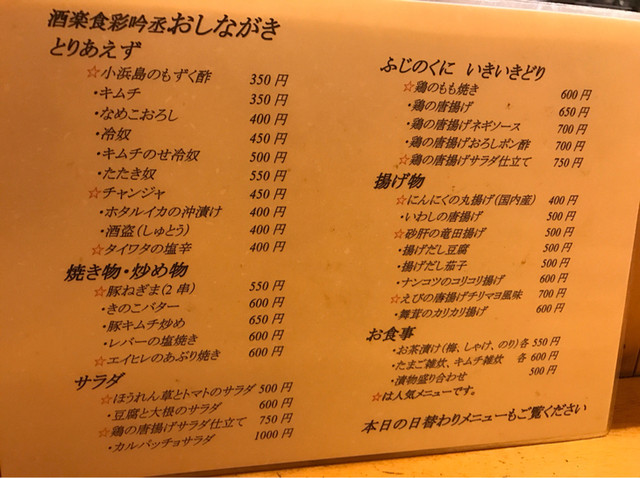 酒楽食彩吟丞おしながき
とりあえず
☆小浜島のもずく酢 350円
・キムチ 350円
・なめこおろし 400円
・冷奴 450円
・キムチのせ冷奴 500円
・たたき奴 550円
☆チャンジャ 450円
・ホタルイカの沖漬け 400円
・酒盗(しゅとう) 400円
☆タイワタの塩辛 400円
焼き物・炒め物
☆豚ねぎま(2串) 550円
・きのこバター 600円
・豚キムチ炒め 650円
・レバーの塩焼き 600円
☆エイヒレのあぶり焼き 600円
サラダ
☆ほうれん草とトマトのサラダ 500円
・豆腐と大根のサラダ 600円
☆鶏の唐揚げサラダ仕立て 750円
・カルパッチョサラダ 1000円
ふじのくに いきいきどり
☆鶏のもも焼き 600円
・鶏の唐揚げ 650円
・鶏の唐揚げネギソース 700円
・鶏の唐揚げおろしポン酢 700円
☆鶏の唐揚げサラダ仕立て 750円
揚げ物
☆にんにくの丸揚げ(国内産) 400円
・いわしの唐揚げ 500円
☆砂肝の竜田揚げ 500円
・揚げだし豆腐 500円
・揚げだし茄子 500円
・ナンコツのコリコリ揚げ 600円
☆えびの唐揚げチリマヨ風味 700円
・舞茸のカリカリ揚げ 600円
お食事
・お茶漬け(梅、しゃけ、のり)各550円
・たまご雑炊、キムチ雑炊 各600円
・漬物盛り合わせ 500円
☆は人気メニューです。
本日の日替わりメニューもご覧ください